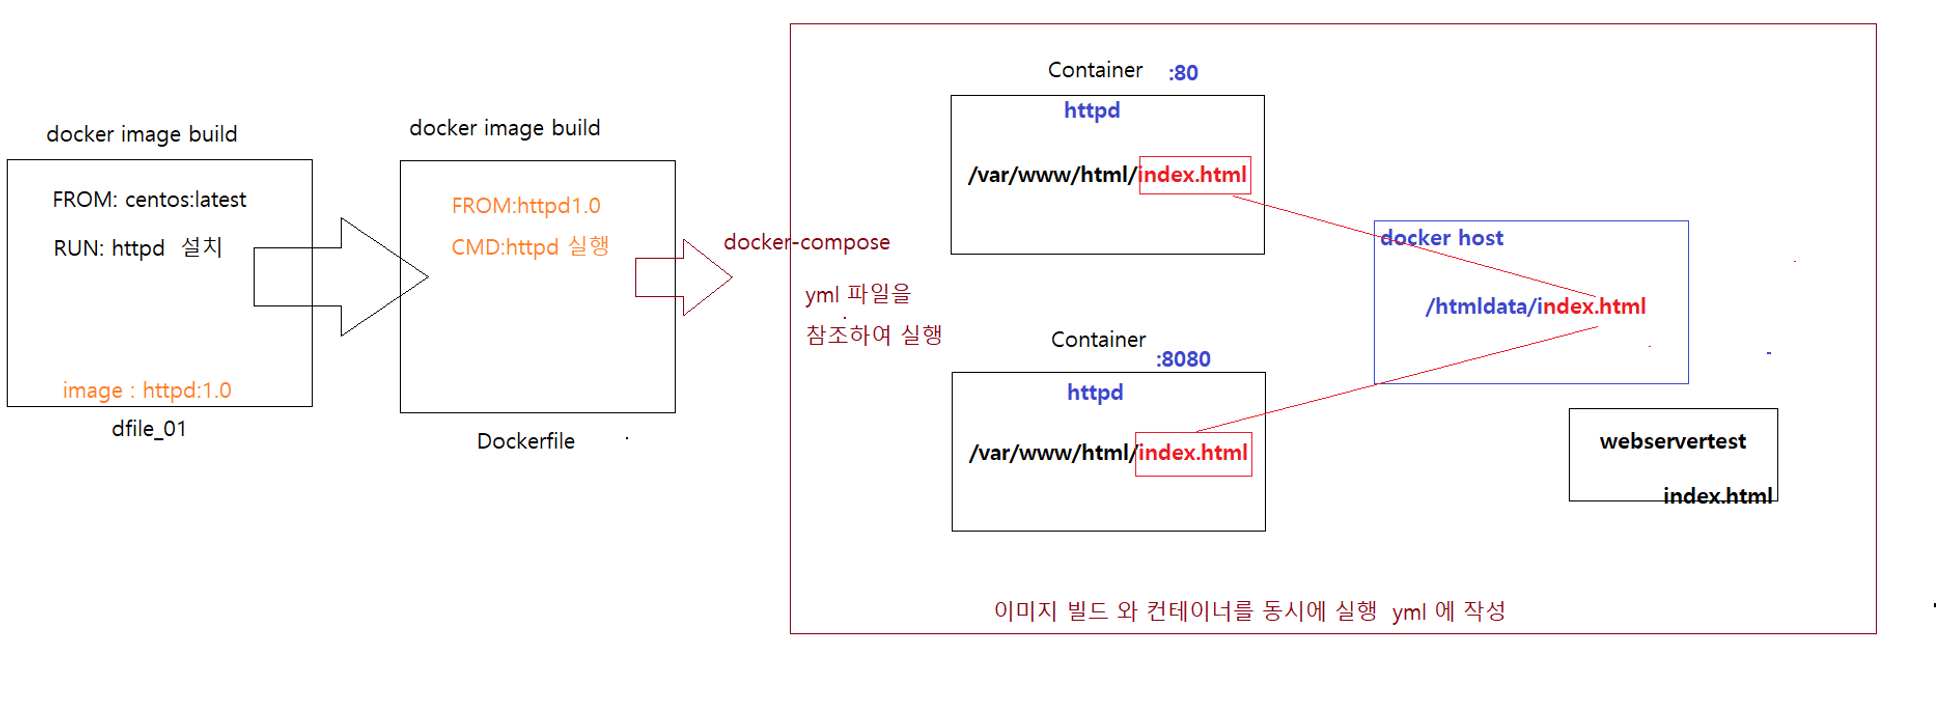 docker image build
FROM: centos:latest
RUN: httpd 설치
image : httpd:1.0
dfile_01
docker image build
FROM:httpd1.0
CMD:httpd 실행
Dockerfile
docker-compose
yml 파일을
참조하여 실행
Container :80
httpd
/var/www/html/index.html
Container
:8080
httpd
/var/www/html/index.html
docker host
/htmldata/index.html
webservertest
index.html
이미지 빌드 와 컨테이너를 동시에 실행 yml 에 작성